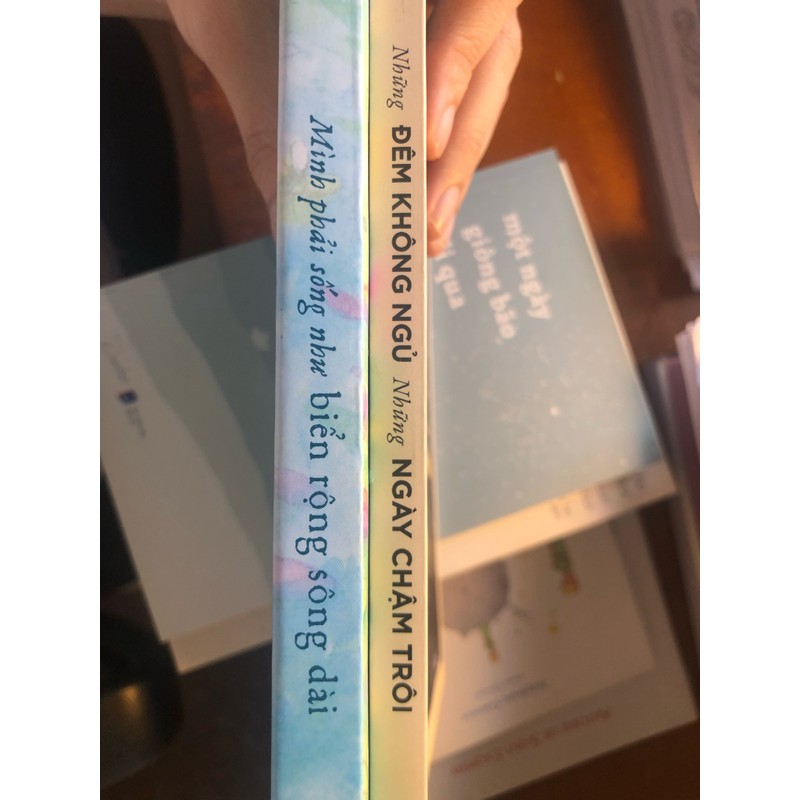 Mình phải sống như biển rộng sông dài
Những ĐÊM KHÔNG NGỦ Những NGÀY CHẬM TRÔI
một ngày
giông bão,
qua